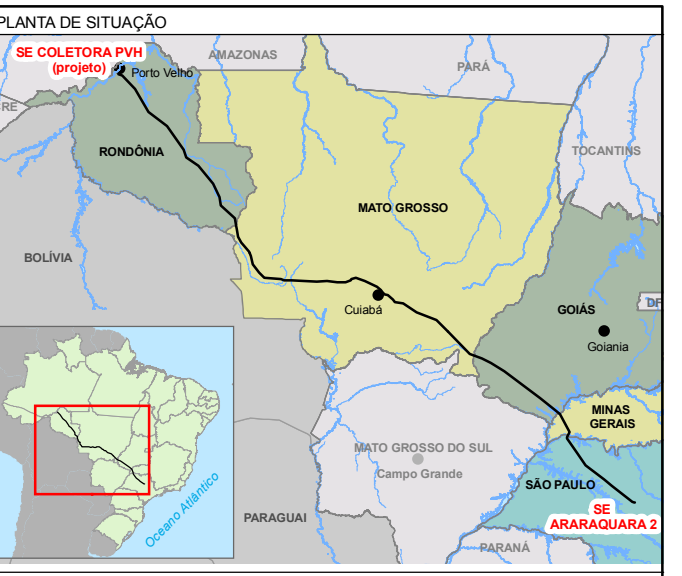 PLANTA DE SITUAÇÃO
SE COLETORA PVH
(projeto)
Porto Velho
AMAZONAS
PARÁ
CRE
RONDÔNIA
TOCANTINS
MATO GROSSO
BOLÍVIA
Cuiabá
GOIÁS
DF
Goiania
MINAS
GERAIS
MATO GROSSO DO SUL
Campo Grande
SÃO PAULO
SE
ARARAQUARA 2
PARAGUAI
PARANÁ
Oceano Atlântico